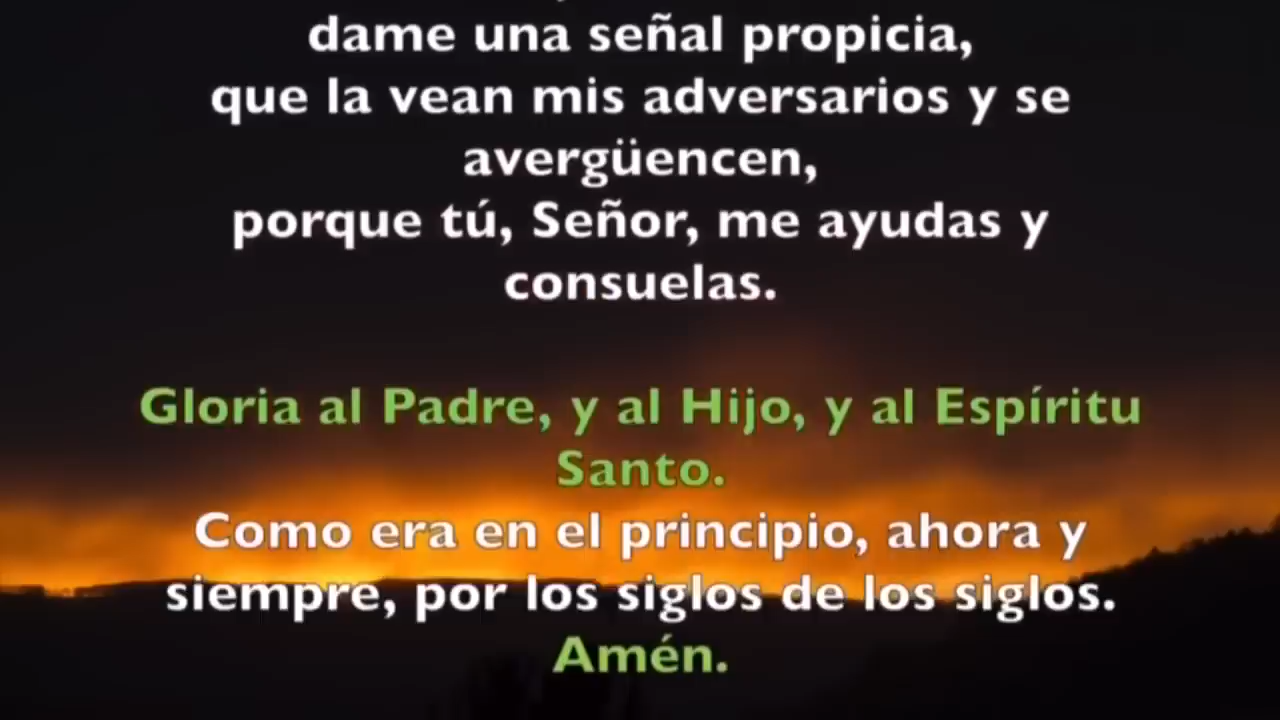 dame una señal propicia,
que la vean mis adversarios y se
avergüencen,
porque tú, Señor, me ayudas y
consuelas.
Gloria al Padre, y al Hijo, y al Espíritu
Santo.
Como era en el principio, ahora y
siempre, por los siglos de los siglos.
Amén.